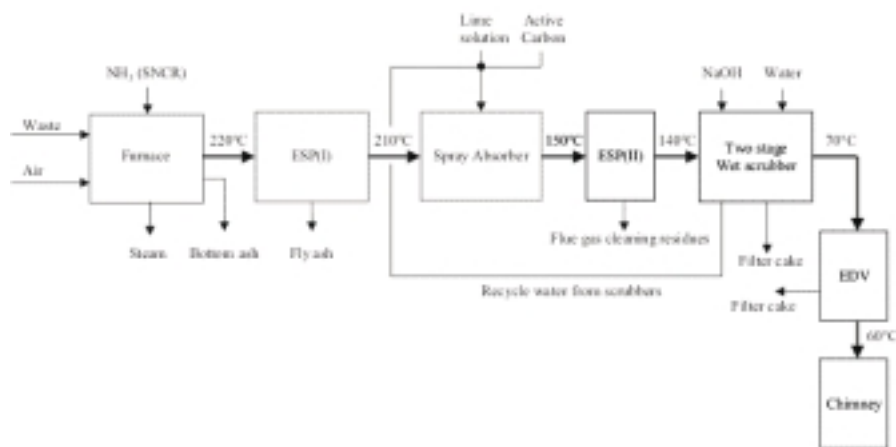 Lime
solution
Active
Carbon
NH3 (SNCR)
NaOH
Water
Waste
Air
Furnace
220°C
ESP(I)
210°C
Spray Absorber
150°C
ESP(II)
140°C
Two stage
Wet scrubber
70°C
Steam
Bottom ash
Fly ash
Flue gas cleaning residues
Filter cake
Recycle water from scrubbers
EDV
Filter cake
60°C
Chimney